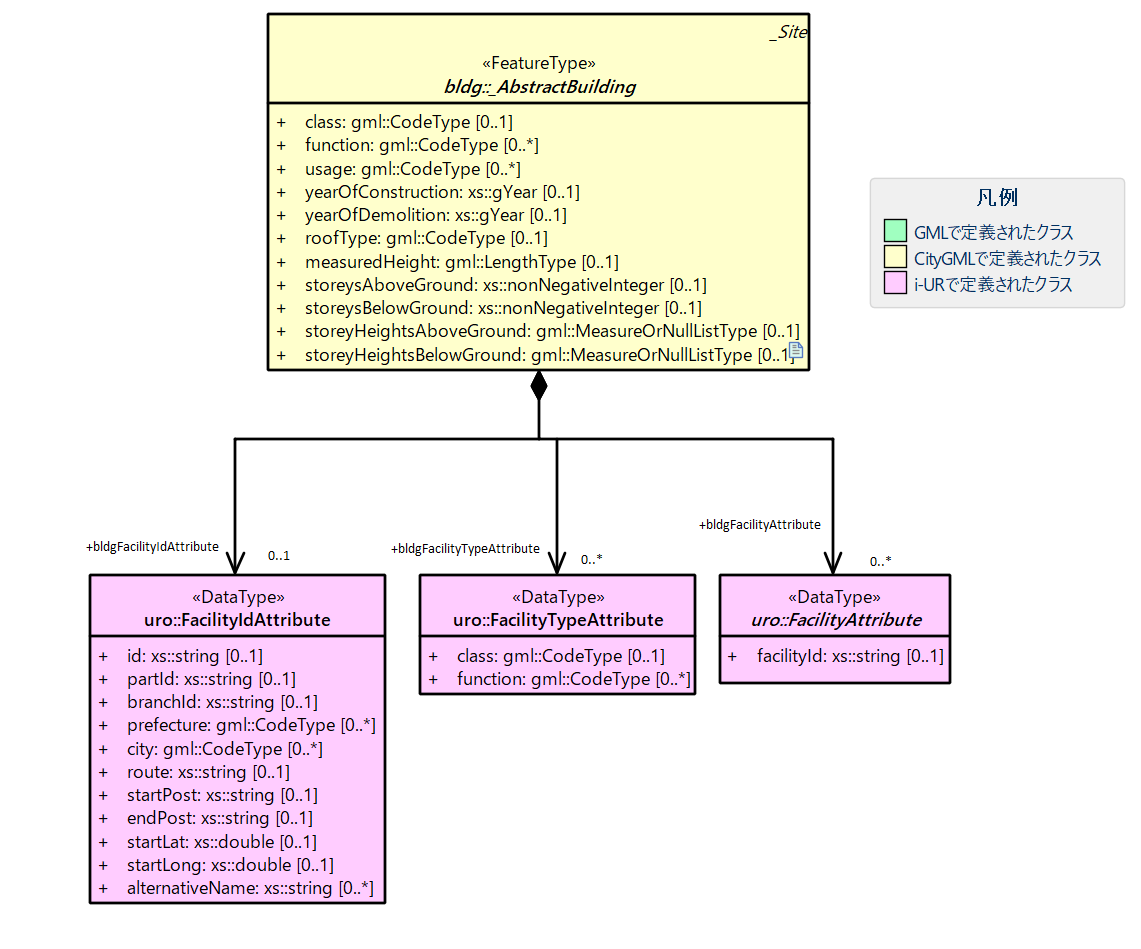 _Site
«FeatureType»
bldg::_AbstractBuilding
+ class: gml::CodeType [0..1]
+ function: gml::CodeType [0..*]
+ usage: gml::CodeType [0..*]
+ yearOfConstruction: xs::gYear [0..1]
+ yearOfDemolition: xs::gYear [0..1]
+ roofType: gml::CodeType [0..1]
+ measuredHeight: gml::LengthType [0..1]
+ storeysAboveGround: xs::nonNegativeInteger [0..1]
+ storeysBelowGround: xs::nonNegativeInteger [0..1]
+ storeyHeightsAboveGround: gml::MeasureOrNullListType [0..1]
+ storeyHeightsBelowGround: gml::MeasureOrNullListType [0..1]
凡例
GMLで定義されたクラス
CityGMLで定義されたクラス
i-URで定義されたクラス
+bldgFacilityIdAttribute
0..1
+bldgFacilityTypeAttribute
0..*
+bldgFacilityAttribute
0..*
«DataType»
uro::FacilityIdAttribute
+ id: xs::string [0..1]
+ partId: xs::string [0..1]
+ branchId: xs::string [0..1]
+ prefecture: gml::CodeType [0..*]
+ city: gml::CodeType [0..*]
+ route: xs::string [0..1]
+ startPost: xs::string [0..1]
+ endPost: xs::string [0..1]
+ startLat: xs::double [0..1]
+ startLong: xs::double [0..1]
+ alternativeName: xs::string [0..*]
«DataType»
uro::FacilityTypeAttribute
+ class: gml::CodeType [0..1]
+ function: gml::CodeType [0..*]
«DataType»
uro::FacilityAttribute
+ facilityId: xs::string [0..1]